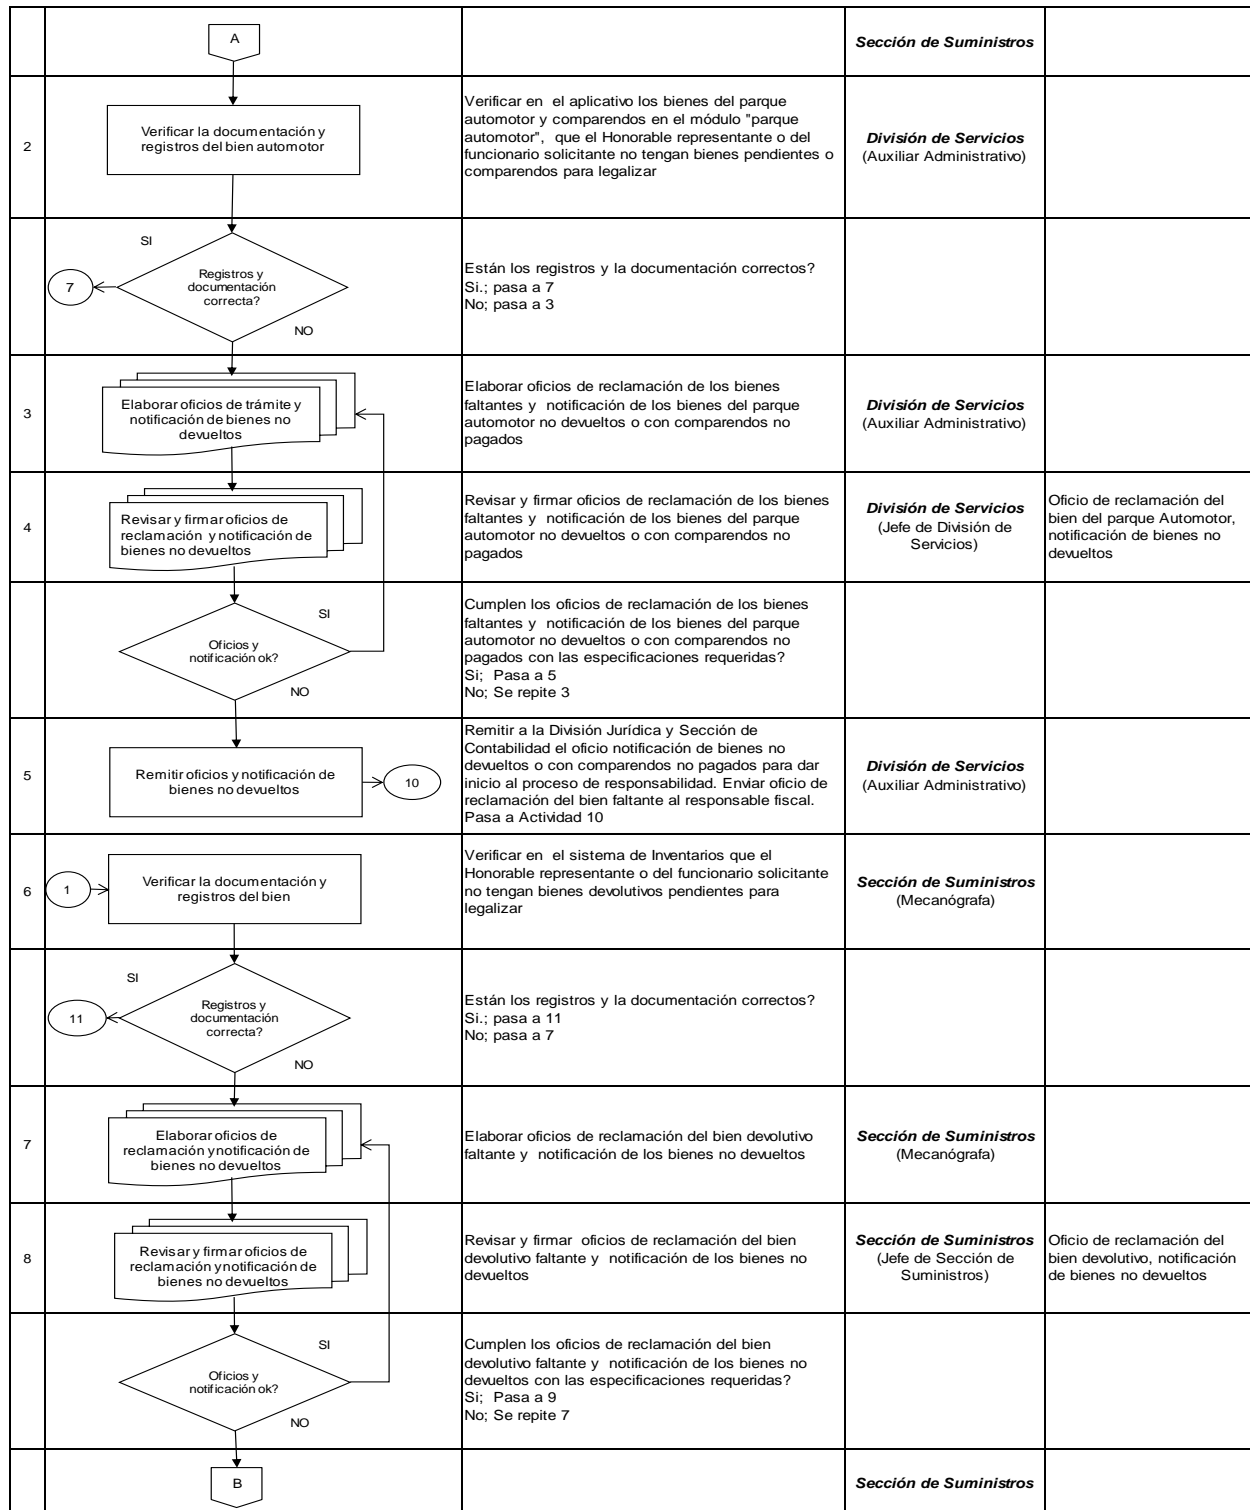 A
Sección de Suministros
2
Verificar la documentación y
registros del bien automotor
Verificar en  el aplicativo los bienes del parque
automotor y comparendos en el módulo "parque
automotor",  que el Honorable representante o del
funcionario solicitante no tengan bienes pendientes o
comparendos para legalizar
División de Servicios
(Auxiliar Administrativo)
SI
7
Registros y
documentación
correcta?
NO
Están los registros y la documentación correctos?
Si.; pasa a 7
No; pasa a 3
3
Elaborar oficios de trámite y
notificación de bienes no
devueltos
Elaborar oficios de reclamación de los bienes
faltantes y  notificación de los bienes del parque
automotor no devueltos o con comparendos no
pagados
División de Servicios
(Auxiliar Administrativo)
4
Revisar y firmar oficios de
reclamación  y notificación de
bienes no devueltos
Revisar y firmar oficios de reclamación de los bienes
faltantes y  notificación de los bienes del parque
automotor no devueltos o con comparendos no
pagados
División de Servicios
(Jefe de División de
Servicios)
Oficio de reclamación del
bien del parque Automotor,
notificación de bienes no
devueltos
SI
Oficios y
notificación ok?
NO
Cumplen los oficios de reclamación de los bienes
faltantes y  notificación de los bienes del parque
automotor no devueltos o con comparendos no
pagados con las especificaciones requeridas?
Si;  Pasa a 5
No; Se repite 3
5
Remitir oficios y notificación de
bienes no devueltos
10
Remitir a la División Jurídica y Sección de
Contabilidad el oficio notificación de bienes no
devueltos o con comparendos no pagados para dar
inicio al proceso de responsabilidad. Enviar oficio de
reclamación del bien faltante al responsable fiscal.
Pasa a Actividad 10
División de Servicios
(Auxiliar Administrativo)
6
1
Verificar la documentación y
registros del bien
Verificar en  el sistema de Inventarios que el
Honorable representante o del funcionario solicitante
no tengan bienes devolutivos pendientes para
legalizar
Sección de Suministros
(Mecanógrafa)
SI
11
Registros y
documentación
correcta?
NO
Están los registros y la documentación correctos?
Si.; pasa a 11
No; pasa a 7
7
Elaborar oficios de
reclamación y notificación de
bienes no devueltos
Elaborar oficios de reclamación del bien devolutivo
faltante y  notificación de los bienes no devueltos
Sección de Suministros
(Mecanógrafa)
8
Revisar y firmar oficios de
reclamación y notificación de
bienes no devueltos
Revisar y firmar  oficios de reclamación del bien
devolutivo faltante y  notificación de los bienes no
devueltos
Sección de Suministros
(Jefe de Sección de
Suministros)
Oficio de reclamación del
bien devolutivo, notificación
de bienes no devueltos
SI
Oficios y
notificación ok?
NO
Cumplen los oficios de reclamación del bien
devolutivo faltante y  notificación de los bienes no
devueltos con las especificaciones requeridas?
Si;  Pasa a 9
No; Se repite 7
B
Sección de Suministros